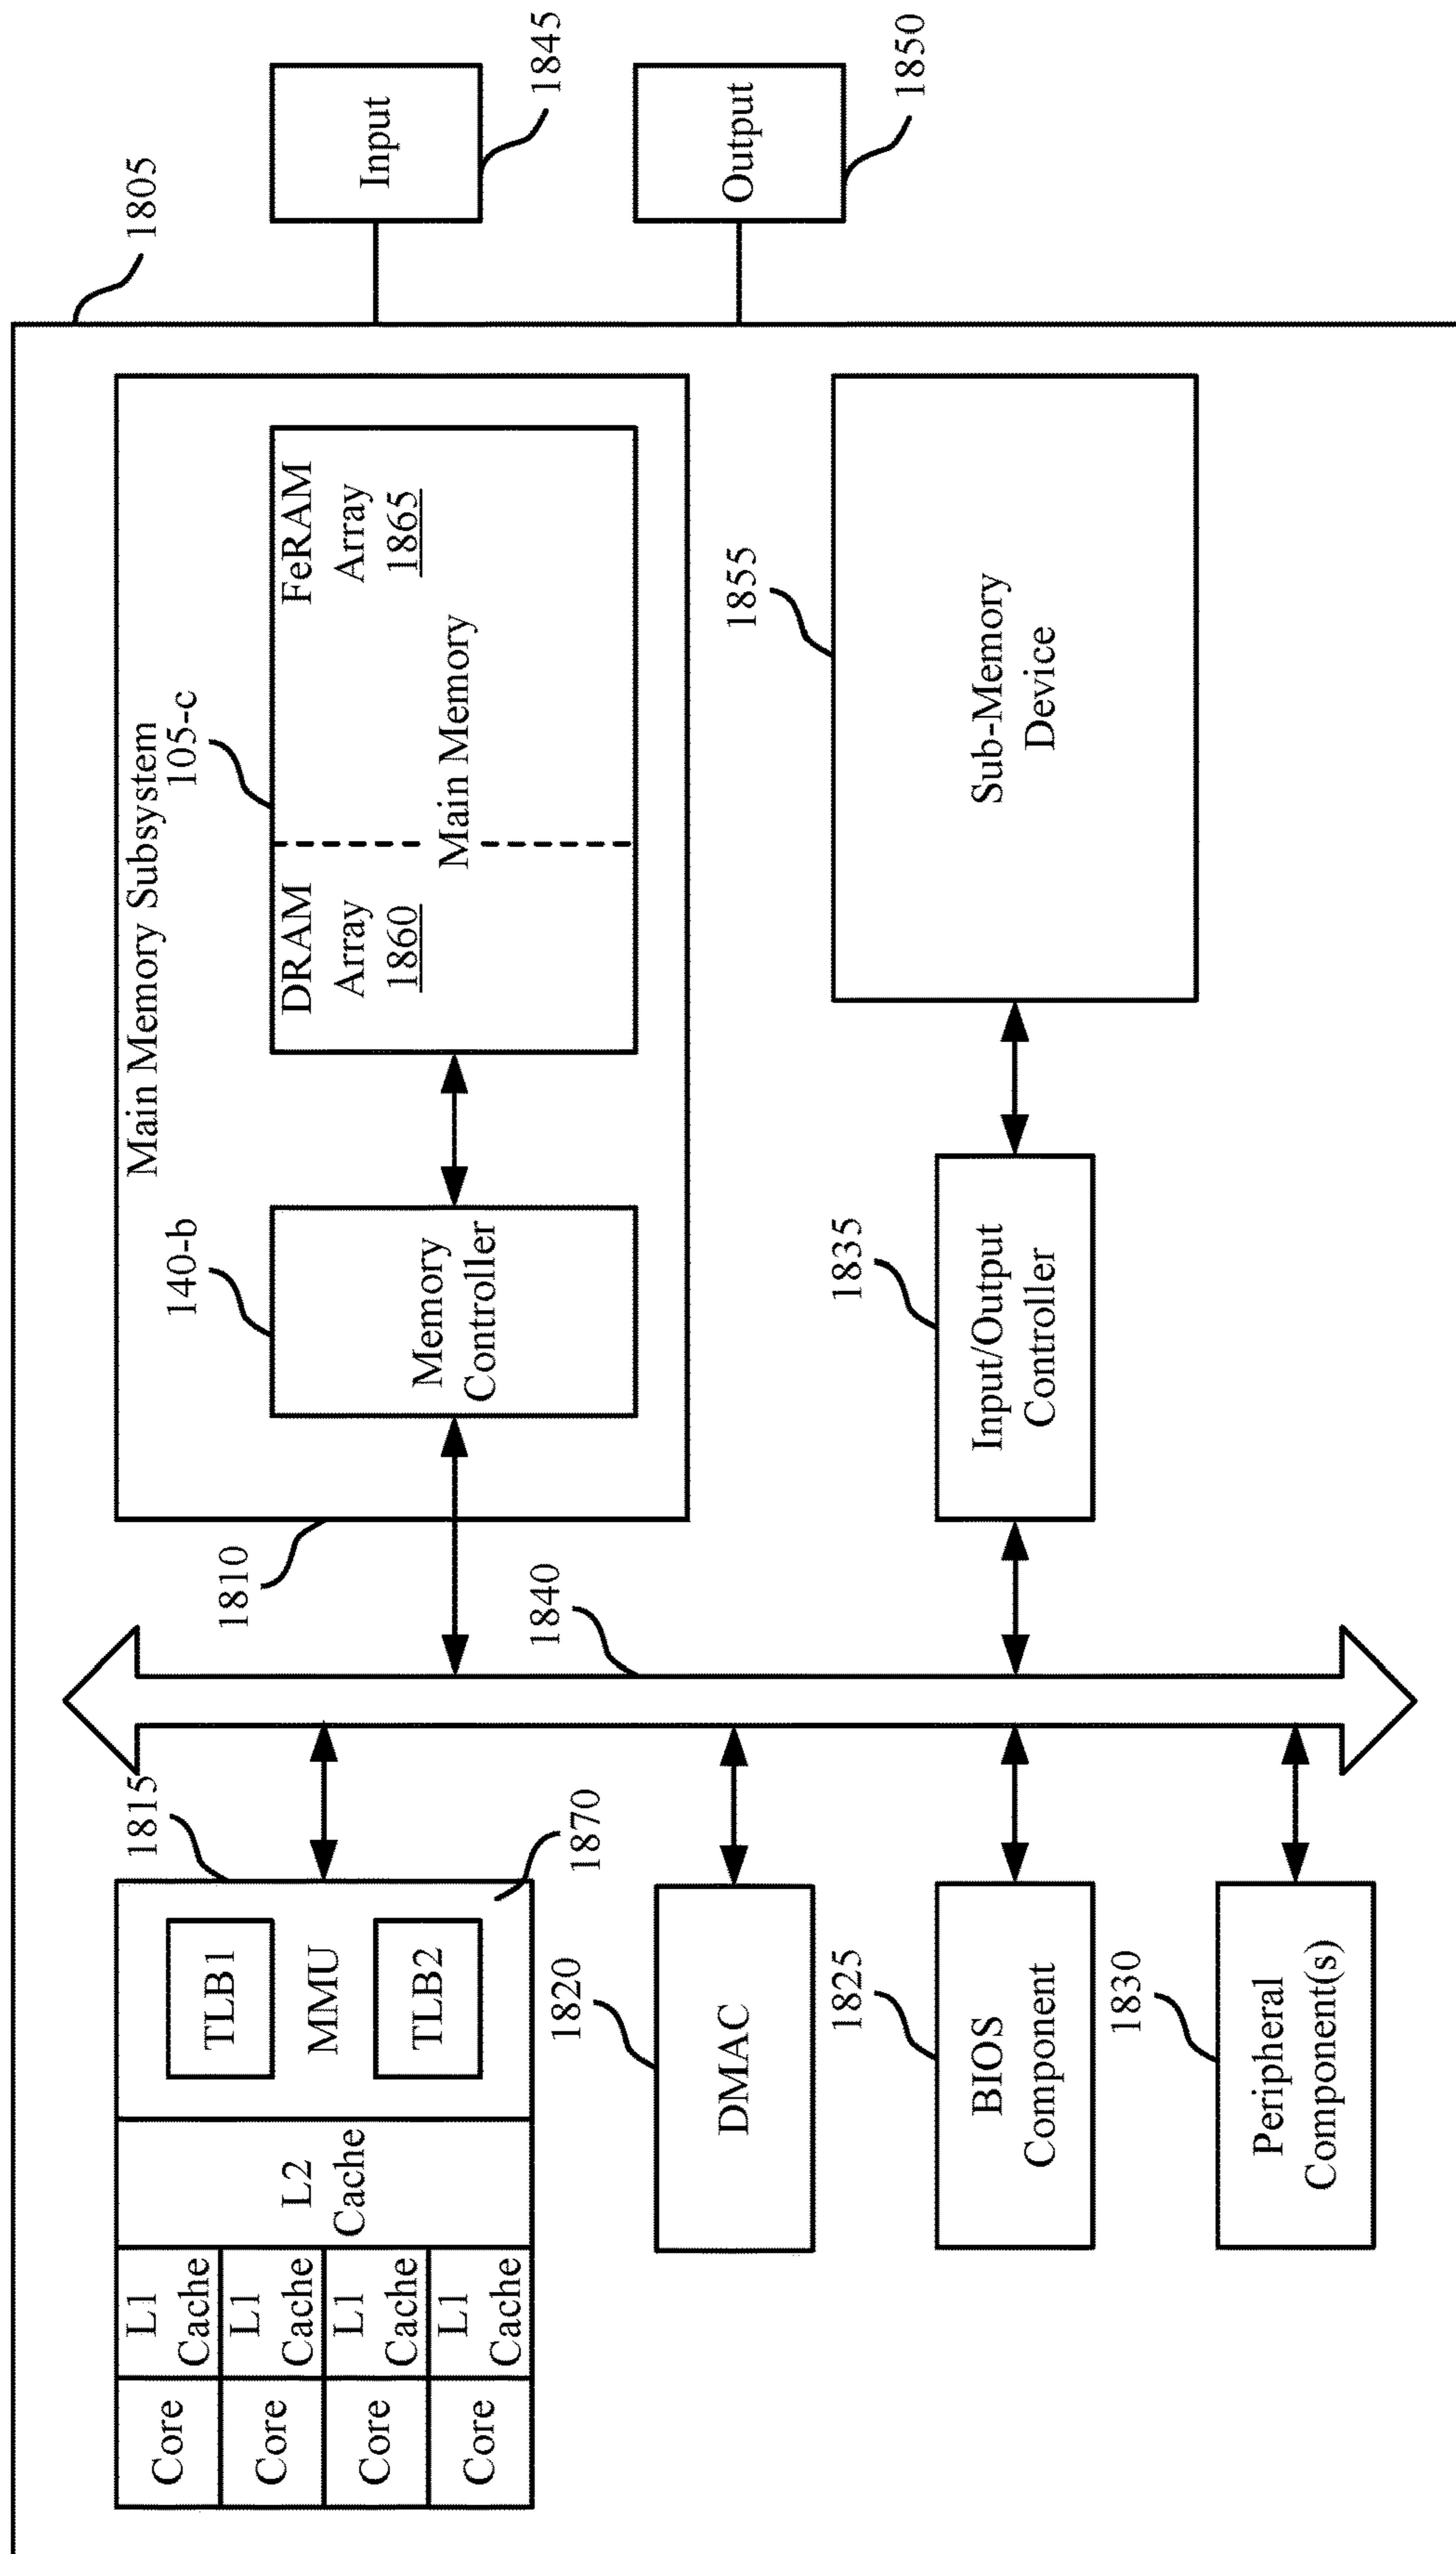 1805
Core
Core
Core
Core
L1
Cache
L1
Cache
L1
Cache
L1
Cache
L2
Cache
TLB1
MMU
TLB2
1815
1870
1820
DMAC
1825
BIOS
Component
1830
Peripheral
Component(s)
1840
1810
Main Memory Subsystem
140-b
Memory
Controller
105-c
DRAM
Array
1860
FeRAM
Array
1865
Main Memory
1835
Input/Output
Controller
1855
Sub-Memory
Device
Input
1845
Output
1850